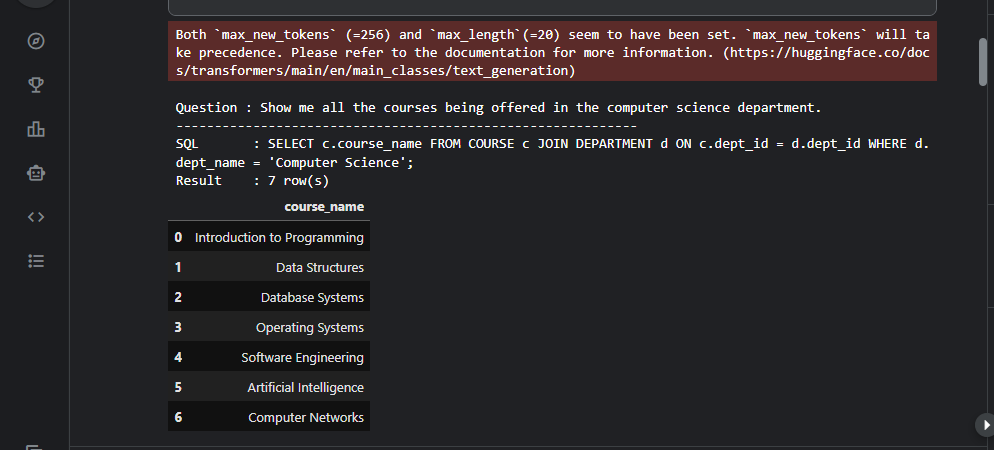 Both `max_new_tokens` (=256) and `max_length`(=20) seem to have been set. `max_new_tokens` will ta
ke precedence. Please refer to the documentation for more information. (https://huggingface.co/doc
s/transformers/main/en/main_classes/text_generation)
Question : Show me all the courses being offered in the computer science department.
------------------------------------------------------------
SQL       : SELECT c.course_name FROM COURSE c JOIN DEPARTMENT d ON c.dept_id = d.dept_id WHERE d.
dept_name = 'Computer Science';
Result    : 7 row(s)
course_name
0 Introduction to Programming
1 Data Structures
2 Database Systems
3 Operating Systems
4 Software Engineering
5 Artificial Intelligence
6 Computer Networks